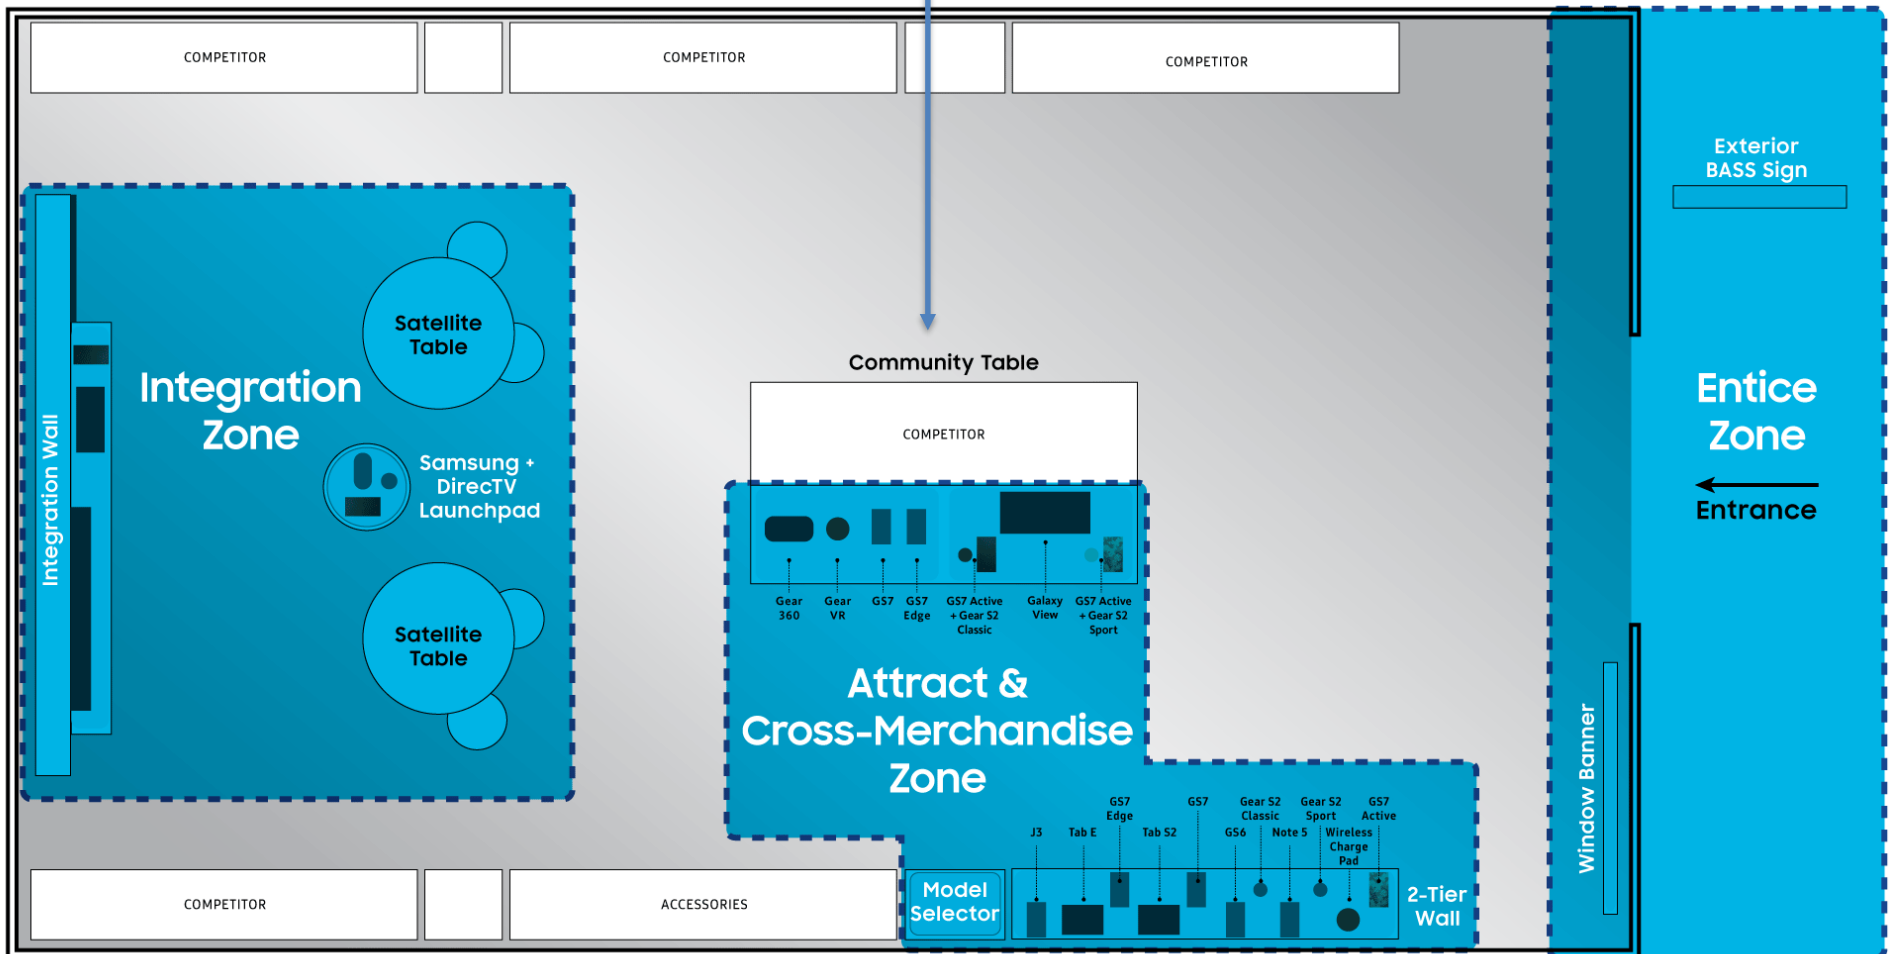 COMPETITOR
COMPETITOR
COMPETITOR
Exterior
BASS Sign
Integration Wall
Integration
Zone
Satellite
Table
Samsung +
DirecTV
Launchpad
Satellite
Table
Community Table
COMPETITOR
Gear
360
Gear
VR
GS7
GS7
Edge
GS7 Active
+ Gear S2
Classic
Galaxy
View
GS7 Active
+ Gear S2
Sport
Attract &
Cross-Merchandise
Zone
Entice
Zone
Entrance
Window Banner
J3
Tab E
GS7
Edge
Tab S2
GS7
GS6
Gear S2
Classic
Note 5
Gear S2
Sport
Wireless
Charge
Pad
GS7
Active
COMPETITOR
ACCESSORIES
Model
Selector
2-Tier
Wall